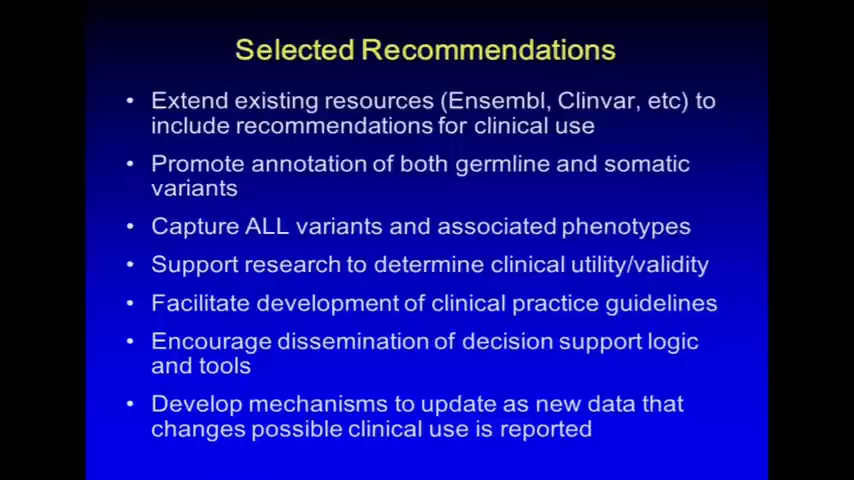 Selected Recommendations
• Extend existing resources (Ensembl, Clinvar, etc) to
include recommendations for clinical use
• Promote annotation of both germline and somatic
variants
• Capture ALL variants and associated phenotypes
• Support research to determine clinical utility/validity
• Facilitate development of clinical practice guidelines
• Encourage dissemination of decision support logic
and tools
• Develop mechanisms to update as new data that
changes possible clinical use is reported